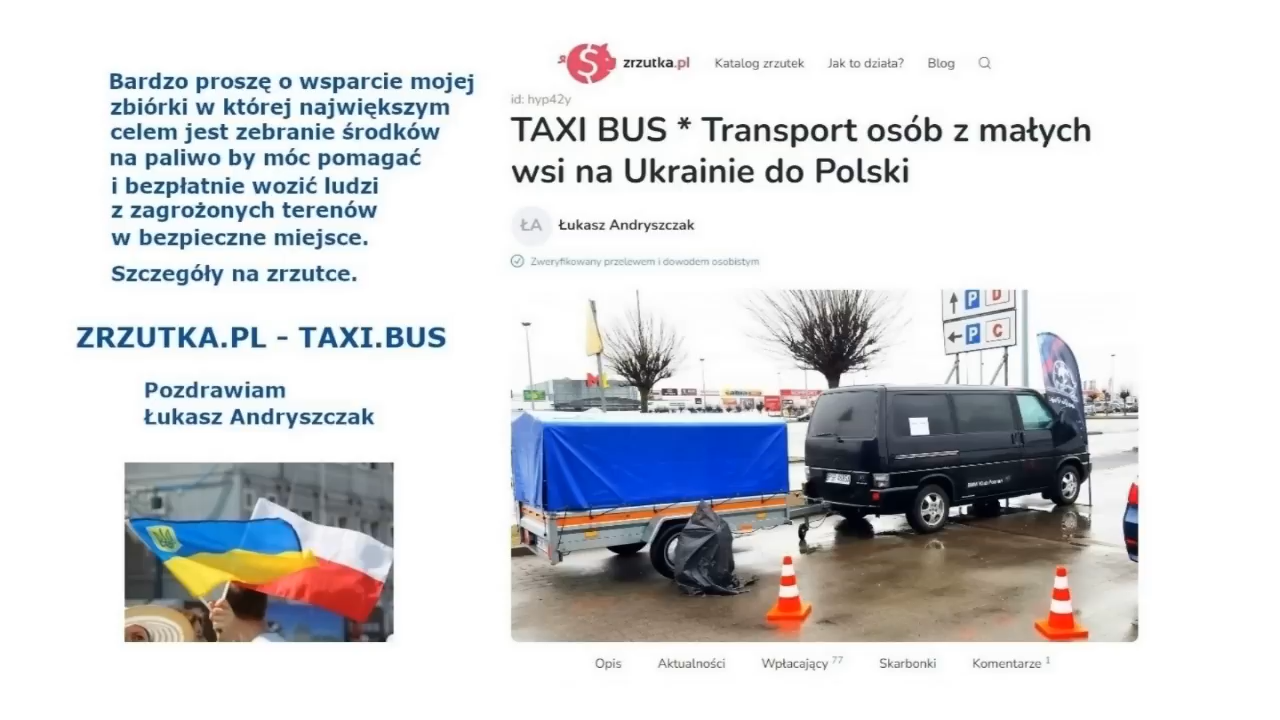 Bardzo proszę o wsparcie mojej
zbiórki w której największym
celem jest zebranie środków
na paliwo by móc pomagać
i bezpłatnie wozić ludzi
z zagrożonych terenów
w bezpieczne miejsce.
Szczegóły na zrzutce.
ZRZUTKA.PL - TAXI.BUS
Pozdrawiam
Łukasz Andryszczak
zrzutka.pl Katalog zrzutek Jak to działa? Blog
id: hyp42y
TAXI BUS * Transport osób z małych
wsi na Ukrainie do Polski
ŁA Łukasz Andryszczak
Zweryfikowany przelewem i dowodem osobistym
P D
P C
Opis Aktualności Wpłacający 77 Skarbonki Komentarze 1